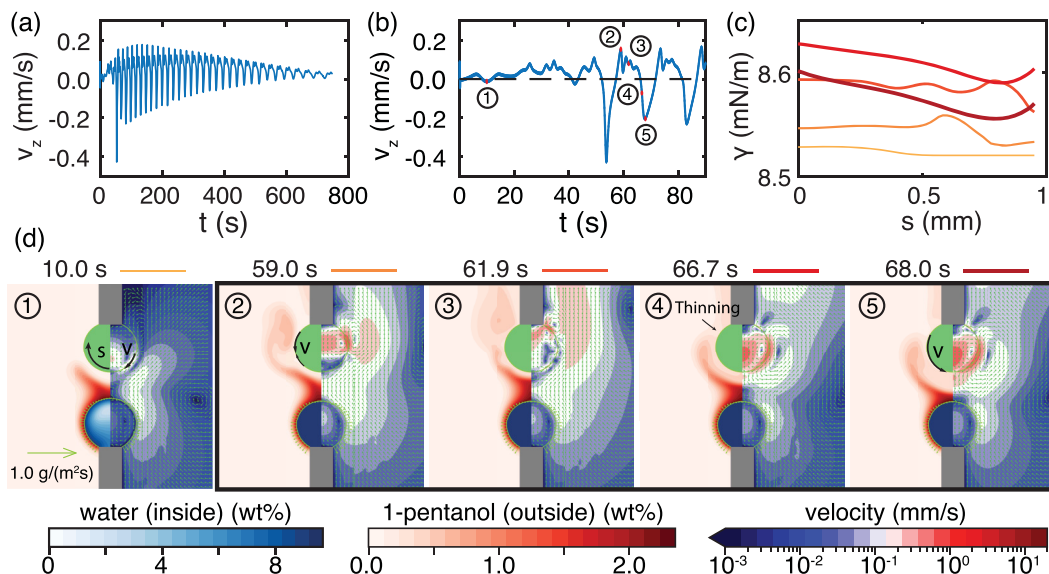 (a)
0.2
0.0
-0.2
-0.4
v_z (mm/s)
0
200
400
600
800
t (s)
(b)
0.2
0.0
-0.2
-0.4
v_z (mm/s)
1
2
3
4
5
0
20
40
60
80
t (s)
(c)
8.6
8.5
γ (mN/m)
0
0.5
1
s (mm)
(d)
10.0 s
59.0 s
61.9 s
66.7 s
68.0 s
1
2
3
4
5
Thinning
s
v
v
v
1.0 g/(m²s)
water (inside) (wt%)
1-pentanol (outside) (wt%)
velocity (mm/s)
0
4
8
0.0
1.0
2.0
10⁻³
10⁻²
10⁻¹
10⁰
10¹